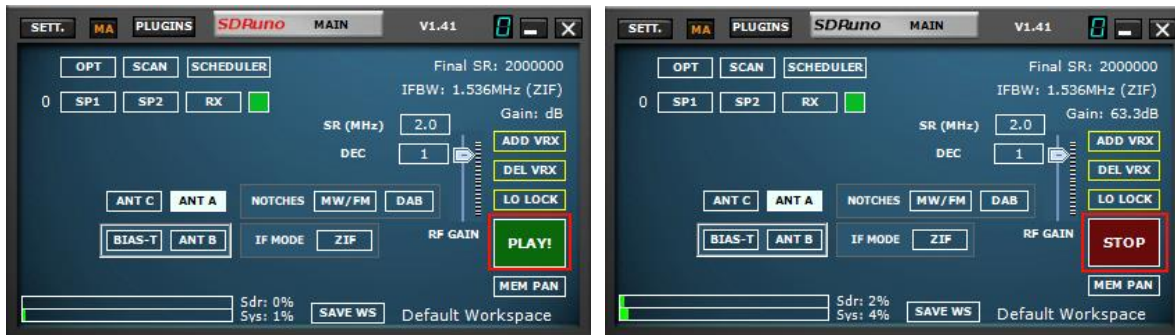 SETT. MA PLUGINS SDRuno MAIN V1.41
OPT SCAN SCHEDULER Final SR: 2000000
IFBW: 1.536MHz (ZIF)
0 SP1 SP2 RX Gain: dB
SR (MHz) 2.0 ADD VRX
DEC 1 DEL VRX
ANT C ANT A NOTCHES MW/FM DAB LO LOCK
BIAS-T ANT B IF MODE ZIF RF GAIN PLAY!
MEM PAN
Sdr: 0%
Sys: 1% SAVE WS Default Workspace
SETT. MA PLUGINS SDRuno MAIN V1.41
OPT SCAN SCHEDULER Final SR: 2000000
IFBW: 1.536MHz (ZIF)
0 SP1 SP2 RX Gain: 63.3dB
SR (MHz) 2.0 ADD VRX
DEC 1 DEL VRX
ANT C ANT A NOTCHES MW/FM DAB LO LOCK
BIAS-T ANT B IF MODE ZIF RF GAIN STOP
MEM PAN
Sdr: 2%
Sys: 4% SAVE WS Default Workspace